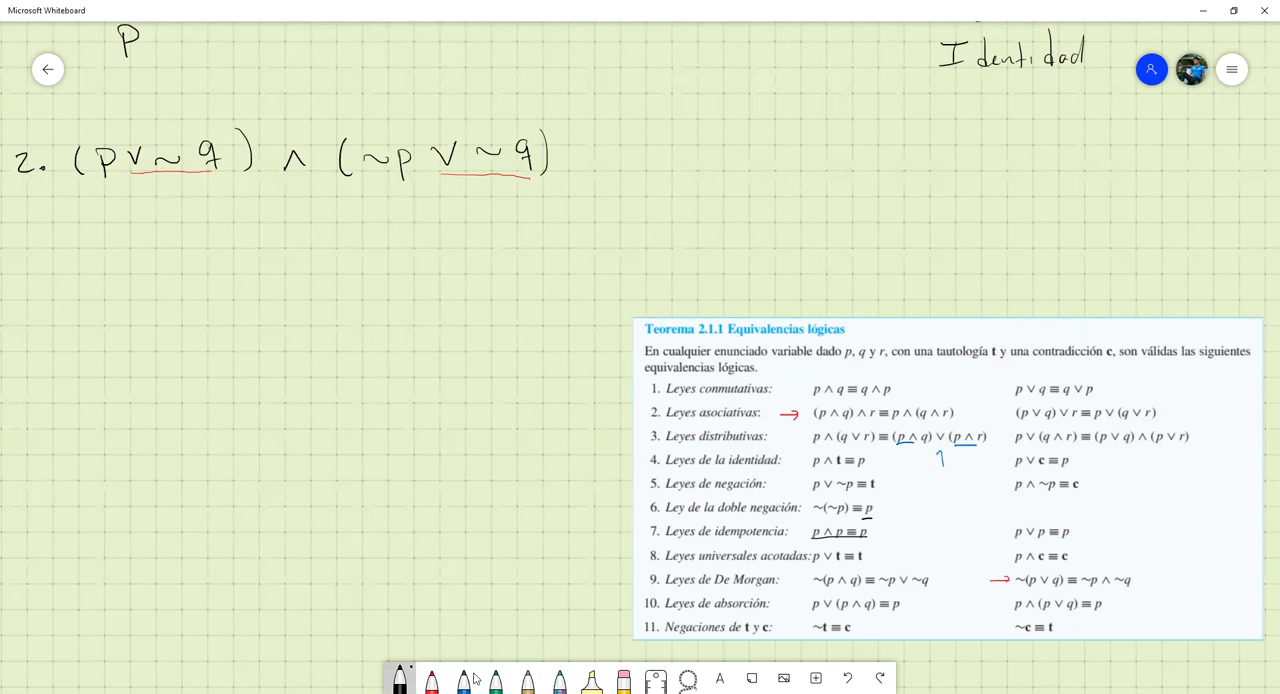 Microsoft Whiteboard
P
Identidad
2. (p ∨ ~ q) ∧ (~p ∨ ~ q)
Teorema 2.1.1 Equivalencias lógicas
En cualquier enunciado variable dado p, q y r, con una tautología t y una contradicción c, son válidas las siguientes
equivalencias lógicas.
1. Leyes conmutativas: p ∧ q ≡ q ∧ p p ∨ q ≡ q ∨ p
2. Leyes asociativas: → (p ∧ q) ∧ r ≡ p ∧ (q ∧ r) (p ∨ q) ∨ r ≡ p ∨ (q ∨ r)
3. Leyes distributivas: p ∧ (q ∨ r) ≡ (p ∧ q) ∨ (p ∧ r) p ∨ (q ∧ r) ≡ (p ∨ q) ∧ (p ∨ r)
4. Leyes de la identidad: p ∧ t ≡ p p ∨ c ≡ p
5. Leyes de negación: p ∨ ~p ≡ t p ∧ ~p ≡ c
6. Ley de la doble negación: ~(~p) ≡ p
7. Leyes de idempotencia: p ∧ p ≡ p p ∨ p ≡ p
8. Leyes universales acotadas: p ∨ t ≡ t p ∧ c ≡ c
9. Leyes de De Morgan: ~(p ∧ q) ≡ ~p ∨ ~q → ~(p ∨ q) ≡ ~p ∧ ~q
10. Leyes de absorción: p ∨ (p ∧ q) ≡ p p ∧ (p ∨ q) ≡ p
11. Negaciones de t y c: ~t ≡ c ~c ≡ t
A